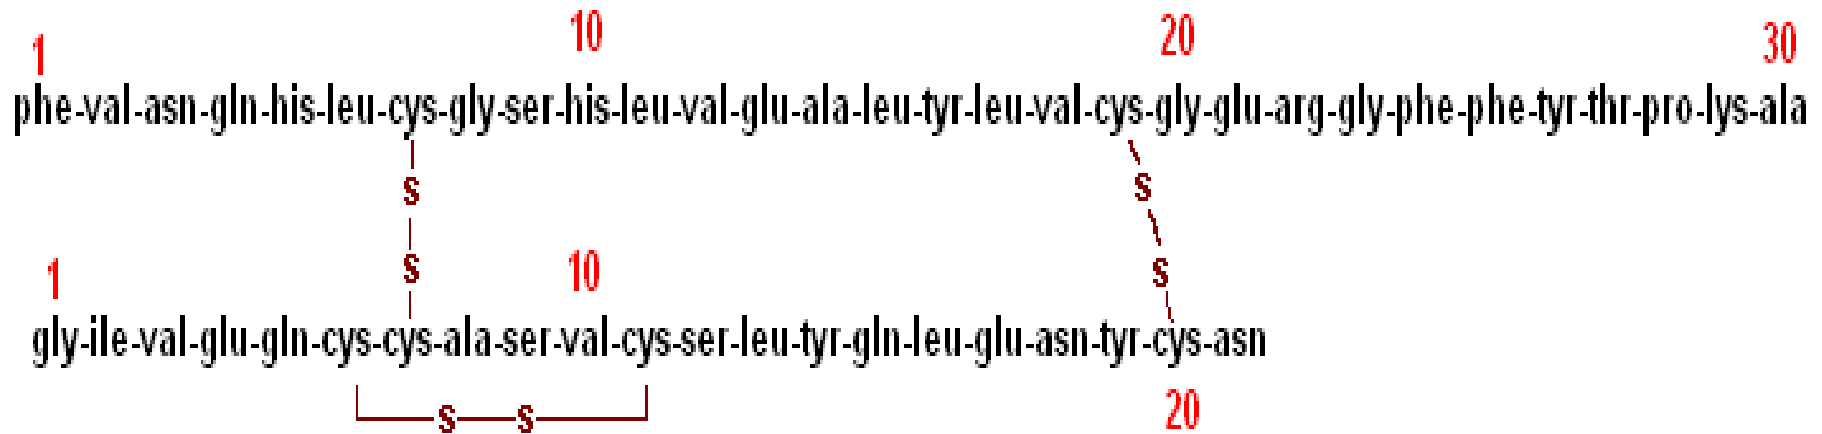 1 10 20 30
phe-val-asn-gln-his-leu-cys-gly-ser-his-leu-val-glu-ala-leu-tyr-leu-val-cys-gly-glu-arg-gly-phe-phe-tyr-thr-pro-lys-ala
S S
S S
1 10
gly-ile-val-glu-gln-cys-cys-ala-ser-val-cys-ser-leu-tyr-gln-leu-glu-asn-tyr-cys-asn
S S 20